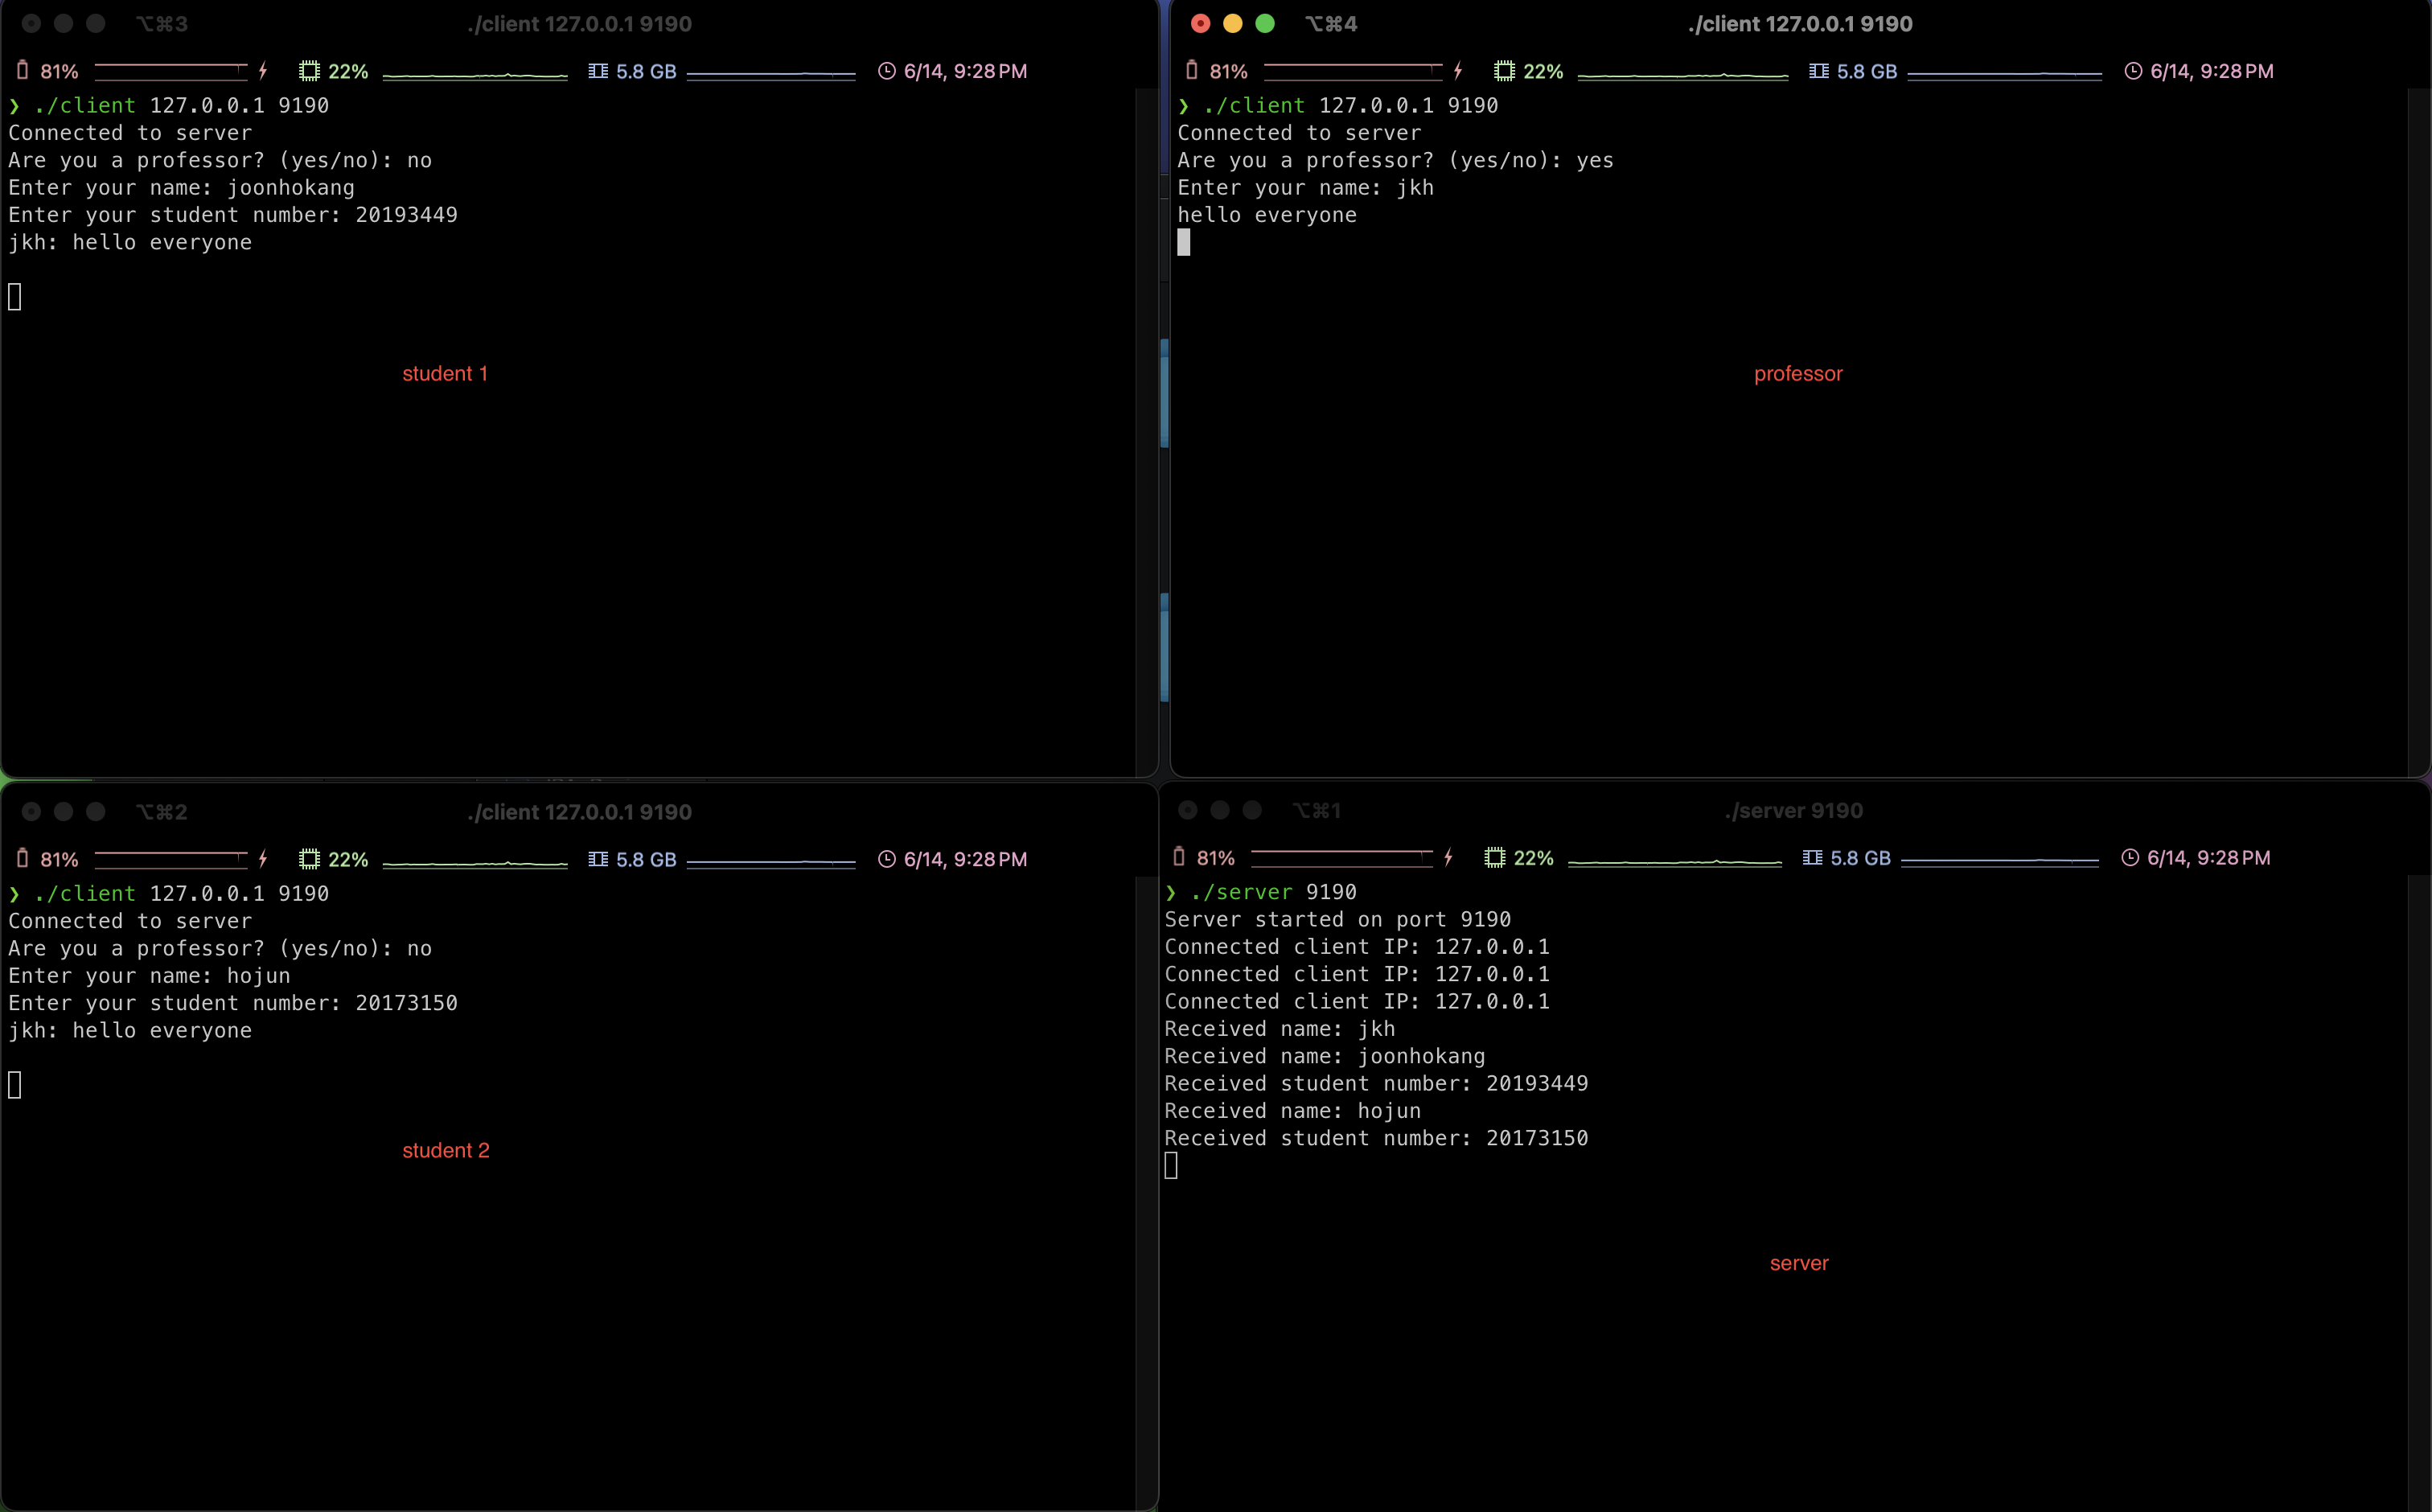 ⌥⌘3 ./client 127.0.0.1 9190
81% 22% 5.8 GB 6/14, 9:28 PM
❯ ./client 127.0.0.1 9190
Connected to server
Are you a professor? (yes/no): no
Enter your name: joonhokang
Enter your student number: 20193449
jkh: hello everyone
student 1
⌥⌘4 ./client 127.0.0.1 9190
81% 22% 5.8 GB 6/14, 9:28 PM
❯ ./client 127.0.0.1 9190
Connected to server
Are you a professor? (yes/no): yes
Enter your name: jkh
hello everyone
professor
⌥⌘2 ./client 127.0.0.1 9190
81% 22% 5.8 GB 6/14, 9:28 PM
❯ ./client 127.0.0.1 9190
Connected to server
Are you a professor? (yes/no): no
Enter your name: hojun
Enter your student number: 20173150
jkh: hello everyone
student 2
⌥⌘1 ./server 9190
81% 22% 5.8 GB 6/14, 9:28 PM
❯ ./server 9190
Server started on port 9190
Connected client IP: 127.0.0.1
Connected client IP: 127.0.0.1
Connected client IP: 127.0.0.1
Received name: jkh
Received name: joonhokang
Received student number: 20193449
Received name: hojun
Received student number: 20173150
server